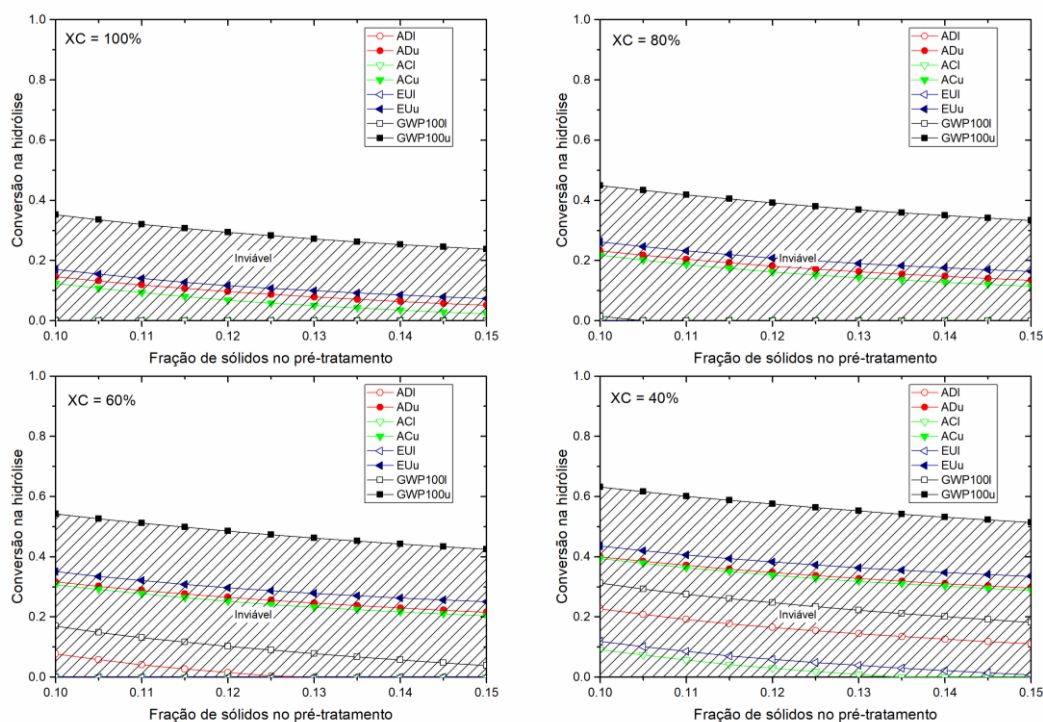 XC = 100%
ADl
ADu
ACl
ACu
EUl
EUu
GWP100l
GWP100u
Inviável
1.0
0.8
0.6
0.4
0.2
0.0
Conversão na hidrólise
0.10 0.11 0.12 0.13 0.14 0.15
Fração de sólidos no pré-tratamento
XC = 80%
ADl
ADu
ACl
ACu
EUl
EUu
GWP100l
GWP100u
Inviável
1.0
0.8
0.6
0.4
0.2
0.0
Conversão na hidrólise
0.10 0.11 0.12 0.13 0.14 0.15
Fração de sólidos no pré-tratamento
XC = 60%
ADl
ADu
ACl
ACu
EUl
EUu
GWP100l
GWP100u
Inviável
1.0
0.8
0.6
0.4
0.2
0.0
Conversão na hidrólise
0.10 0.11 0.12 0.13 0.14 0.15
Fração de sólidos no pré-tratamento
XC = 40%
ADl
ADu
ACl
ACu
EUl
EUu
GWP100l
GWP100u
Inviável
1.0
0.8
0.6
0.4
0.2
0.0
Conversão na hidrólise
0.10 0.11 0.12 0.13 0.14 0.15
Fração de sólidos no pré-tratamento